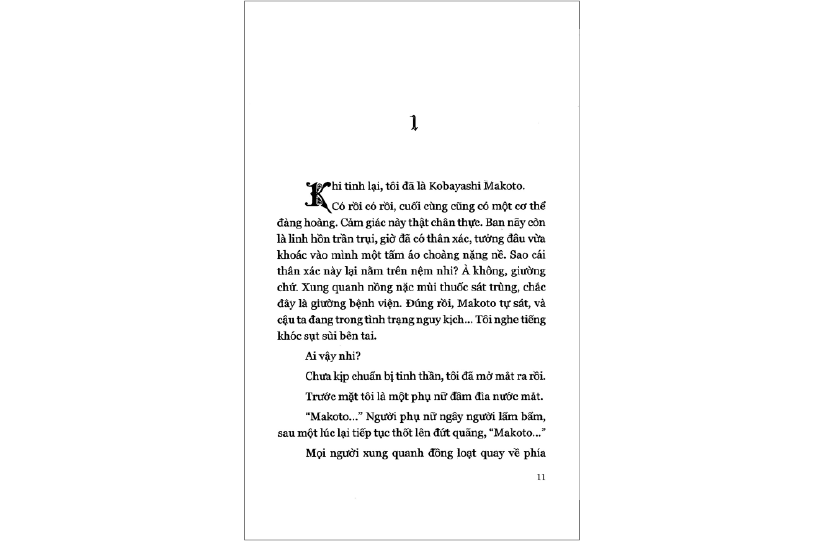 1
Khi tỉnh lại, tôi đã là Kobayashi Makoto.
Có rồi có rồi, cuối cùng cũng có một cơ thể
đàng hoàng. Cảm giác này thật chân thực. Ban nãy còn
là linh hồn trần trụi, giờ đã có thân xác, tưởng đâu vừa
khoác vào mình một tấm áo choàng nặng nề. Sao cái
thân xác này lại nằm trên nệm nhỉ? À không, giường
chứ. Xung quanh nồng nặc mùi thuốc sát trùng, chắc
đây là giường bệnh viện. Đúng rồi, Makoto tự sát, và
cậu ta đang trong tình trạng nguy kịch... Tôi nghe tiếng
khóc sụt sùi bên tai.
Ai vậy nhỉ?
Chưa kịp chuẩn bị tinh thần, tôi đã mở mắt ra rồi.
Trước mặt tôi là một phụ nữ đầm đìa nước mắt.
“Makoto...” Người phụ nữ ngây người lẩm bẩm,
sau một lúc lại tiếp tục thốt lên đứt quãng, “Makoto...”
Mọi người xung quanh đồng loạt quay về phía
11